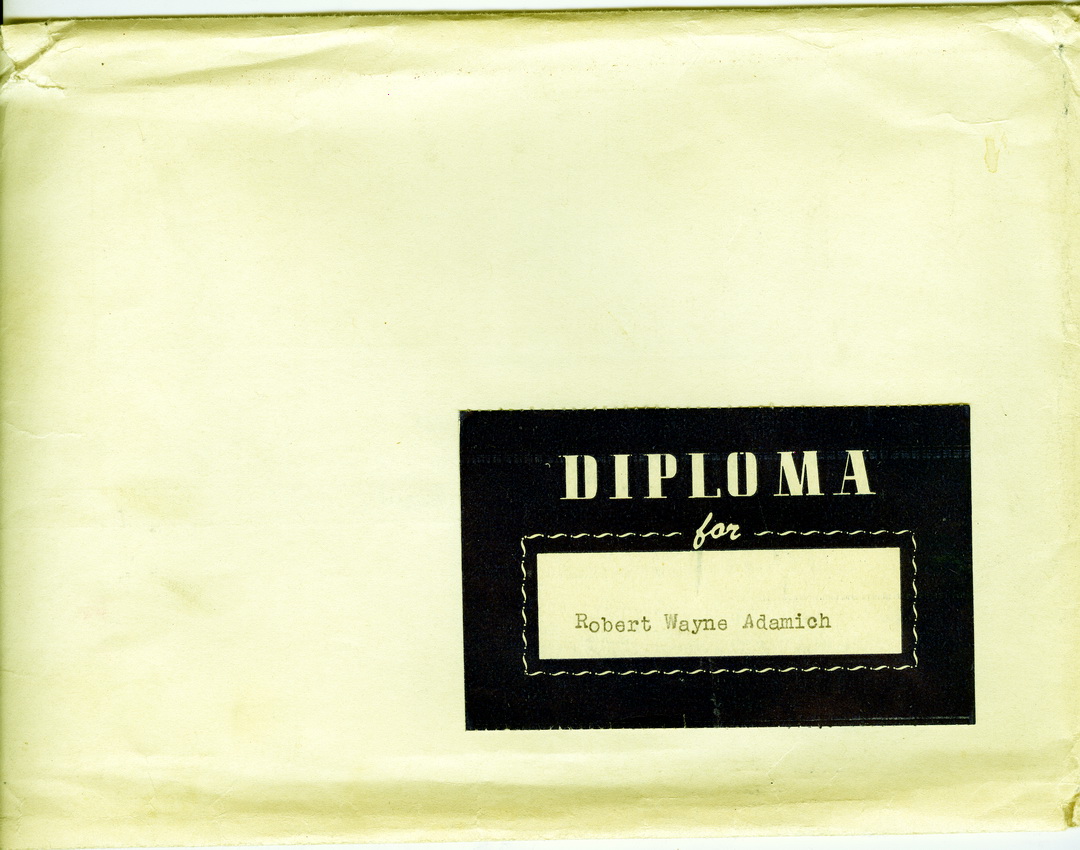 DIPLOMA
for
Robert Wayne Adamich